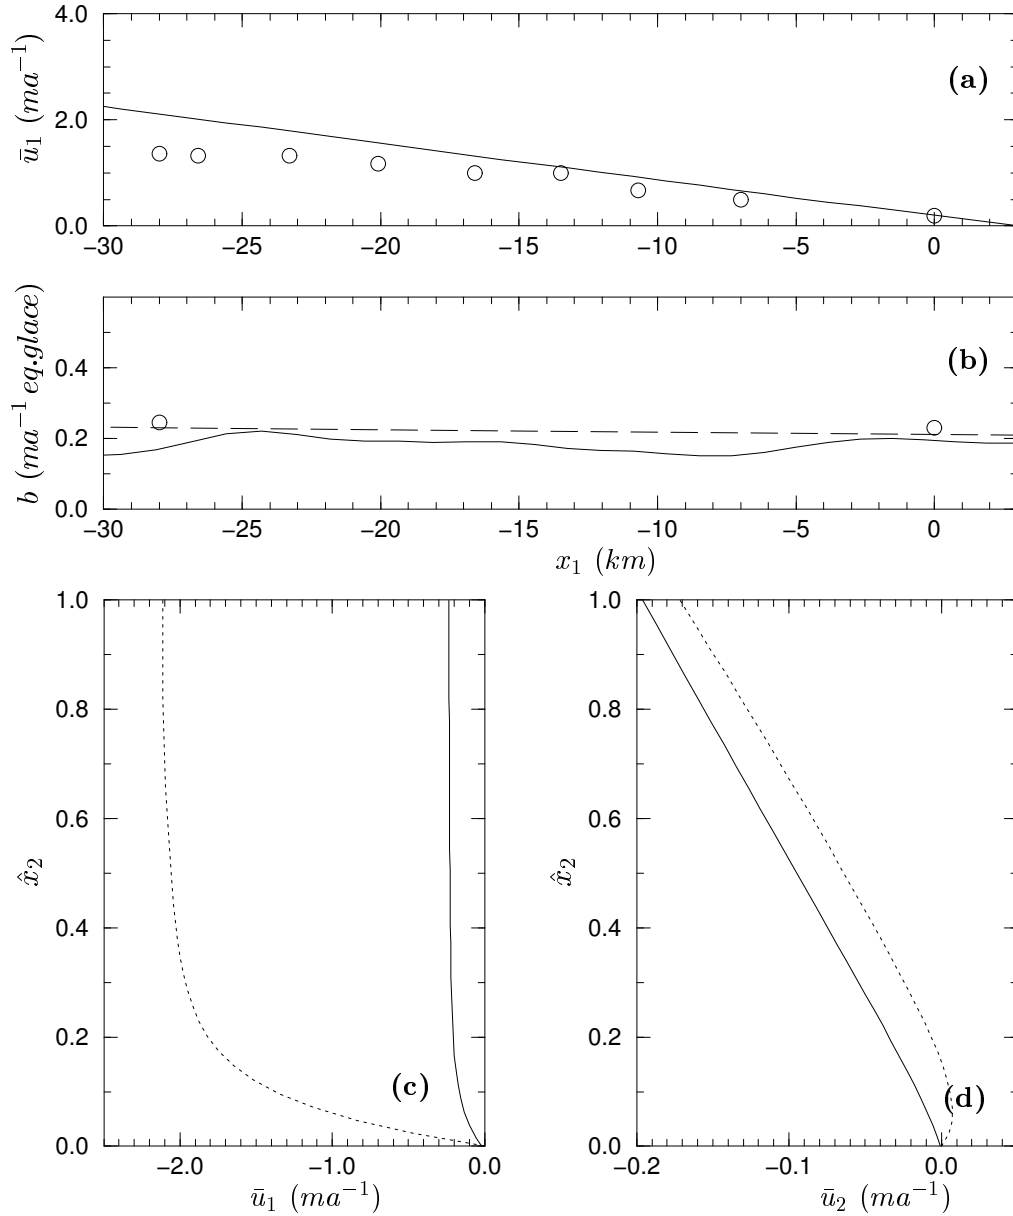 4.0
2.0
0.0
ū₁ (ma⁻¹)
(a)
−30 −25 −20 −15 −10 −5 0
0.4
0.2
0.0
b (ma⁻¹ eq.glace)
(b)
−30 −25 −20 −15 −10 −5 0
x₁ (km)
1.0
0.8
0.6
0.4
0.2
0.0
x̂₂
(c)
−2.0 −1.0 0.0
ū₁ (ma⁻¹)
1.0
0.8
0.6
0.4
0.2
0.0
x̂₂
(d)
−0.2 −0.1 0.0
ū₂ (ma⁻¹)